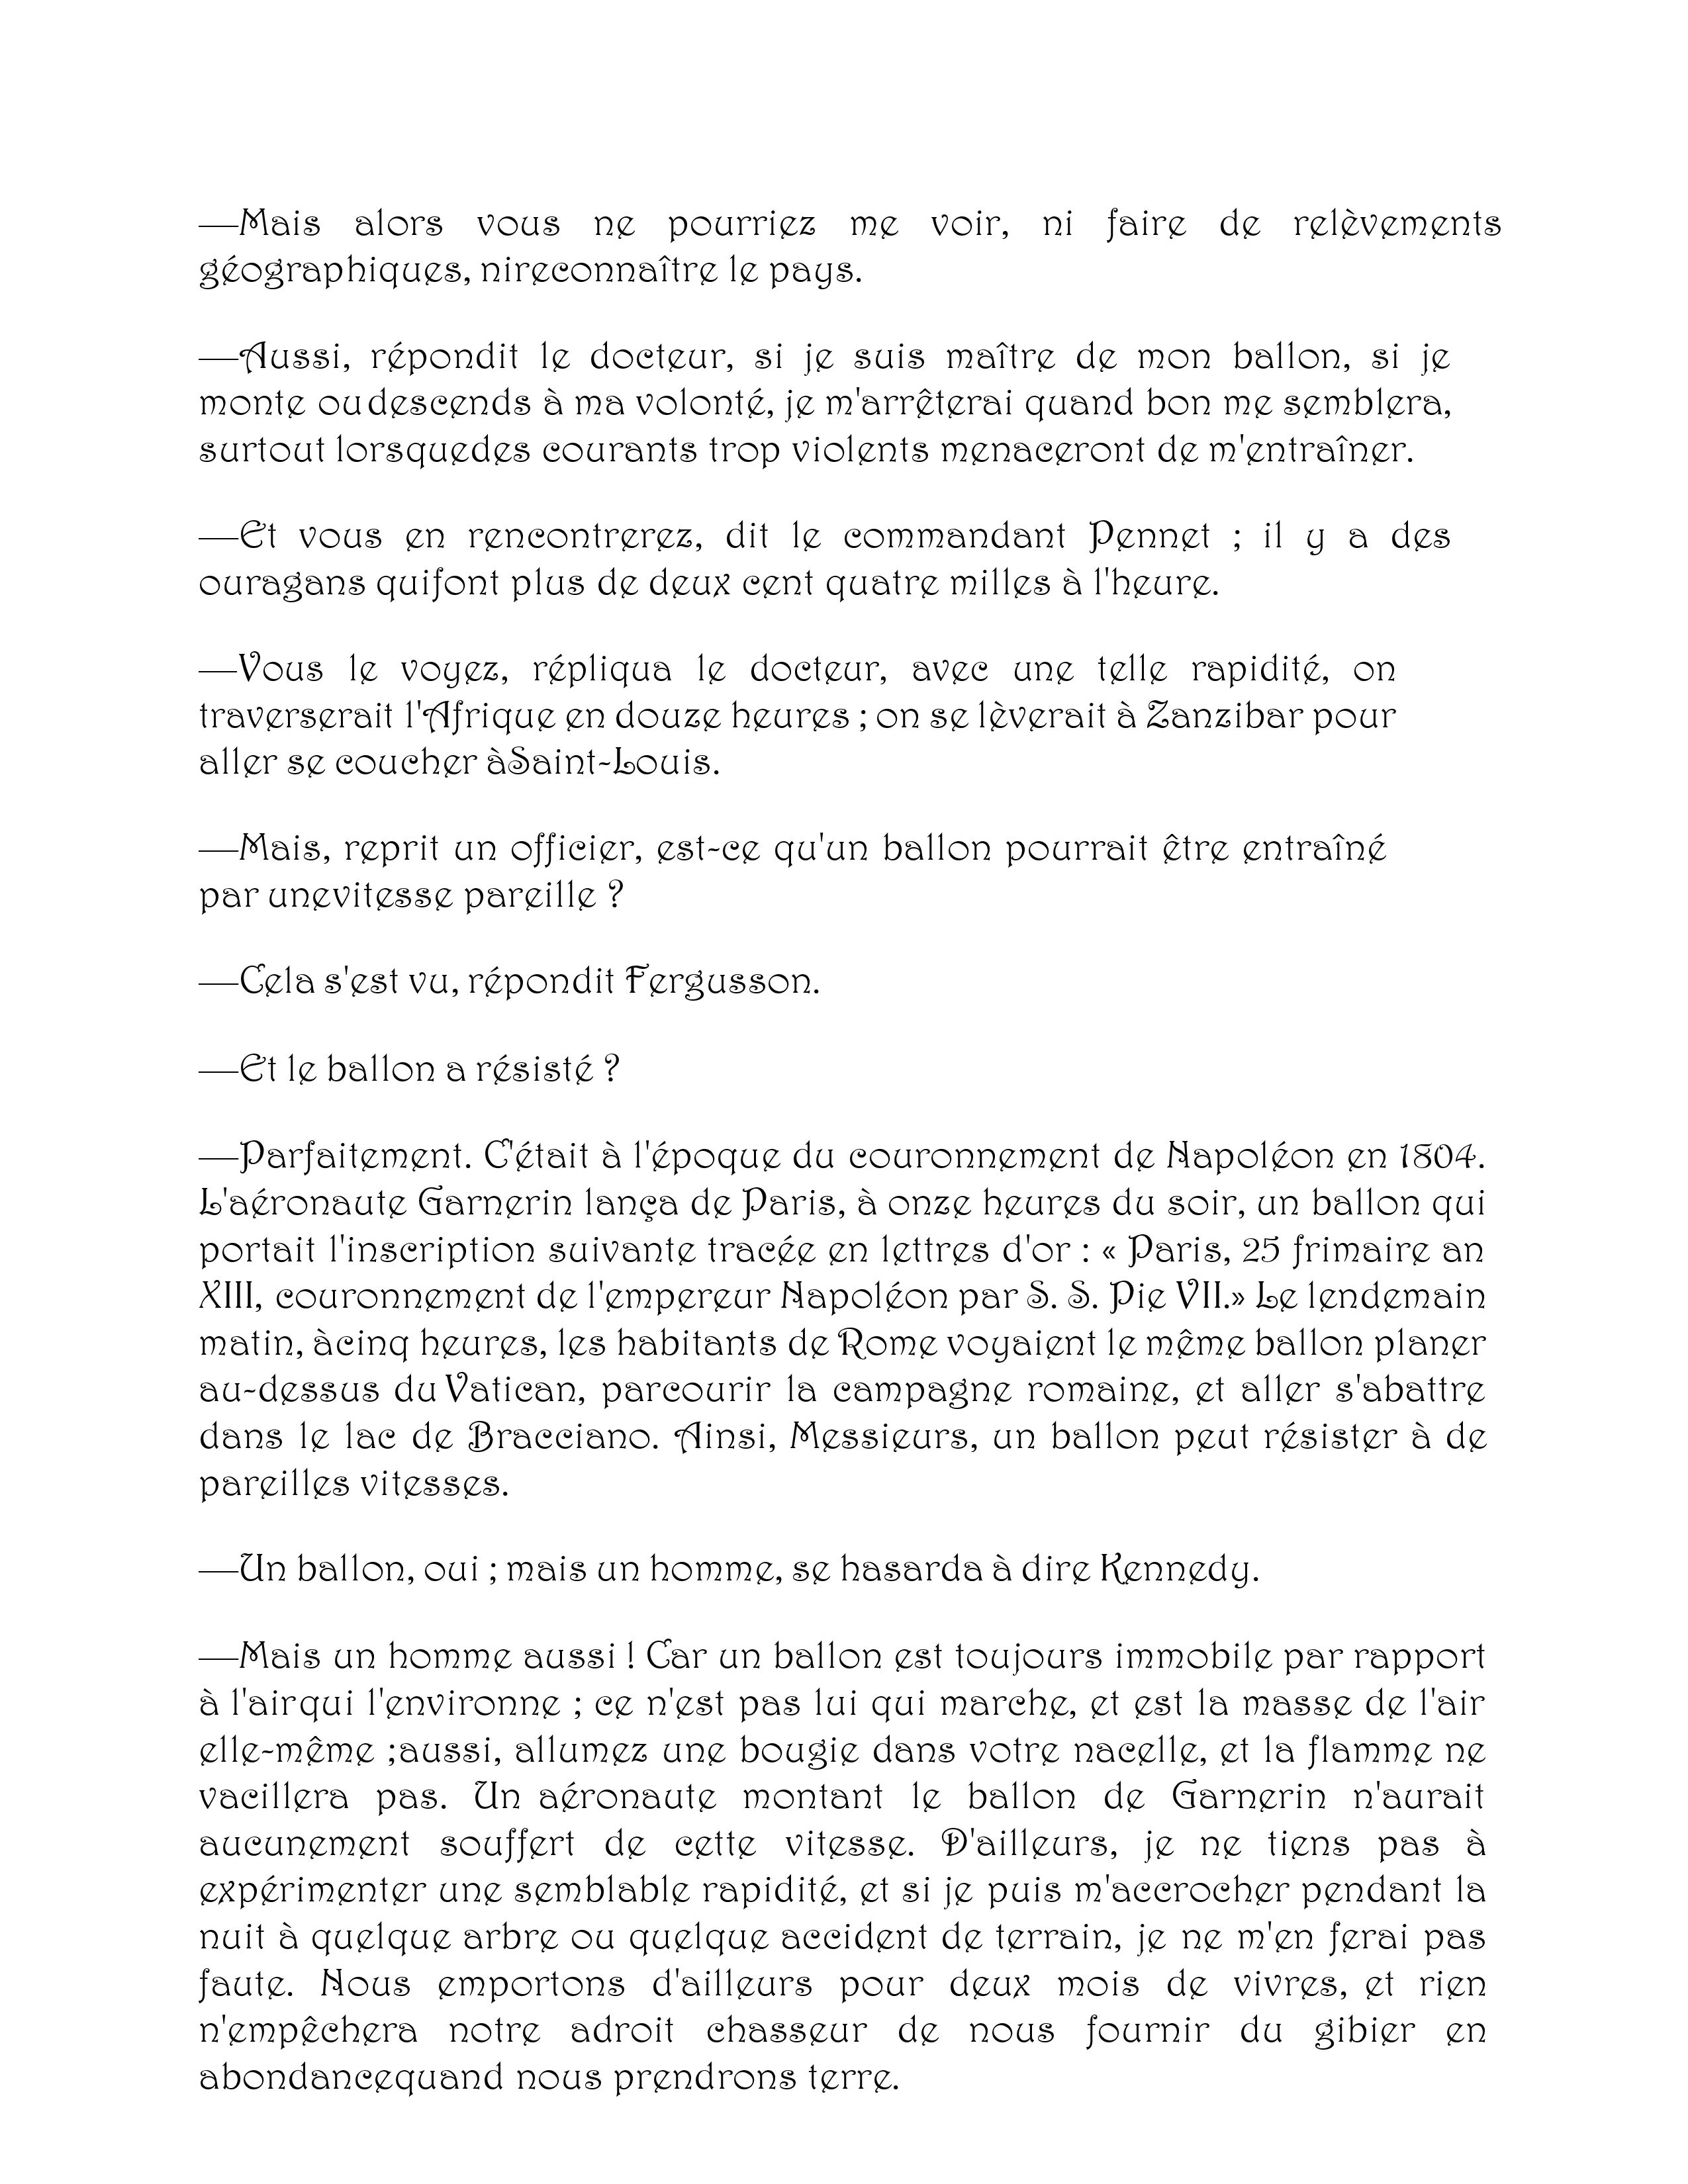 —Mais alors vous ne pourriez me voir, ni faire de relèvements
géographiques, nireconnaître le pays.
—Aussi, répondit le docteur, si je suis maître de mon ballon, si je
monte oudescends à ma volonté, je m'arrêterai quand bon me semblera,
surtout lorsquedes courants trop violents menaceront de m'entraîner.
—Et vous en rencontrerez, dit le commandant Pennet ; il y a des
ouragans quifont plus de deux cent quatre milles à l'heure.
—Vous le voyez, répliqua le docteur, avec une telle rapidité, on
traverserait l'Afrique en douze heures ; on se lèverait à Zanzibar pour
aller se coucher àSaint-Louis.
—Mais, reprit un officier, est-ce qu'un ballon pourrait être entraîné
par unevitesse pareille ?
—Cela s'est vu, répondit Fergusson.
—Et le ballon a résisté ?
—Parfaitement. C'était à l'époque du couronnement de Napoléon en 1804.
L'aéronaute Garnerin lança de Paris, à onze heures du soir, un ballon qui
portait l'inscription suivante tracée en lettres d'or : « Paris, 25 frimaire an
XIII, couronnement de l'empereur Napoléon par S. S. Pie VII.» Le lendemain
matin, àcinq heures, les habitants de Rome voyaient le même ballon planer
au-dessus du Vatican, parcourir la campagne romaine, et aller s'abattre
dans le lac de Bracciano. Ainsi, Messieurs, un ballon peut résister à de
pareilles vitesses.
—Un ballon, oui ; mais un homme, se hasarda à dire Kennedy.
—Mais un homme aussi ! Car un ballon est toujours immobile par rapport
à l'airqui l'environne ; ce n'est pas lui qui marche, et est la masse de l'air
elle-même ;aussi, allumez une bougie dans votre nacelle, et la flamme ne
vacillera pas. Un aéronaute montant le ballon de Garnerin n'aurait
aucunement souffert de cette vitesse. D'ailleurs, je ne tiens pas à
expérimenter une semblable rapidité, et si je puis m'accrocher pendant la
nuit à quelque arbre ou quelque accident de terrain, je ne m'en ferai pas
faute. Nous emportons d'ailleurs pour deux mois de vivres, et rien
n'empêchera notre adroit chasseur de nous fournir du gibier en
abondancequand nous prendrons terre.